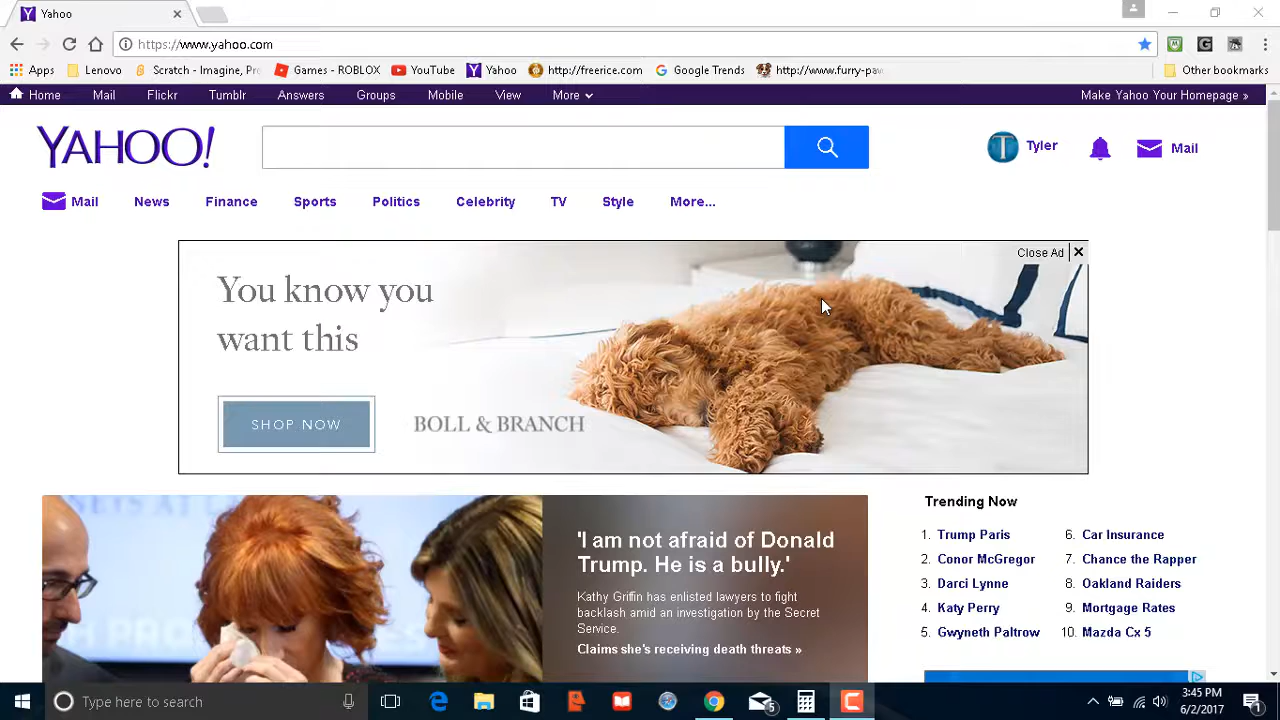 Yahoo
https://www.yahoo.com
Apps Lenovo Scratch - Imagine, Pro Games - ROBLOX YouTube Yahoo http://freerice.com Google Trends http://www.furry-paw Other bookmarks
Home Mail Flickr Tumblr Answers Groups Mobile View More Make Yahoo Your Homepage »
YAHOO! T Tyler Mail
Mail News Finance Sports Politics Celebrity TV Style More...
Close Ad
You know you
want this
SHOP NOW BOLL & BRANCH
'I am not afraid of Donald
Trump. He is a bully.'
Kathy Griffin has enlisted lawyers to fight
backlash amid an investigation by the Secret
Service.
Claims she's receiving death threats »
Trending Now
1. Trump Paris 6. Car Insurance
2. Conor McGregor 7. Chance the Rapper
3. Darci Lynne 8. Oakland Raiders
4. Katy Perry 9. Mortgage Rates
5. Gwyneth Paltrow 10. Mazda Cx 5
Type here to search 5 3:45 PM
6/2/2017 1